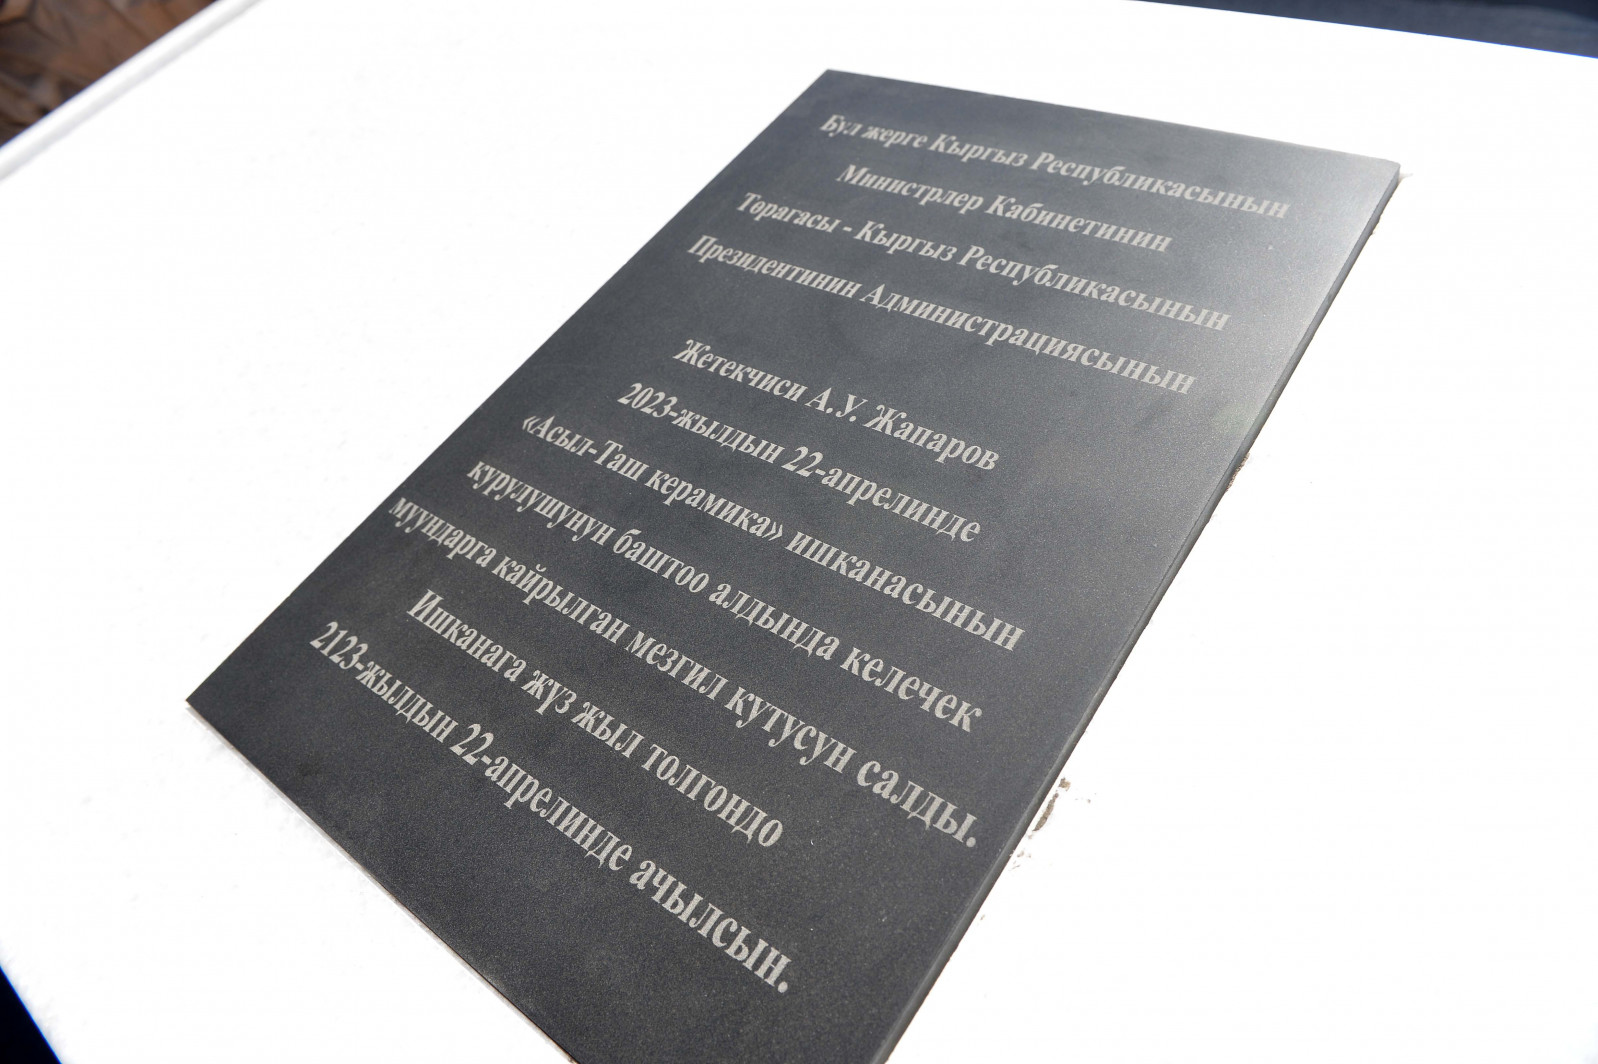 Бул жерге Кыргыз Республикасынын
Министрлер Кабинетинин
Төрагасы - Кыргыз Республикасынын
Президентинин Администрациясынын
Жетекчиси А.У. Жапаров
2023-жылдын 22-апрелинде
«Асыл-Таш керамика» ишканасынын
курулушунун баштоо алдында келечек
муундарга кайрылган мезгил кутусун салды.
Ишканага жүз жыл толгондо
2123-жылдын 22-апрелинде ачылсын.